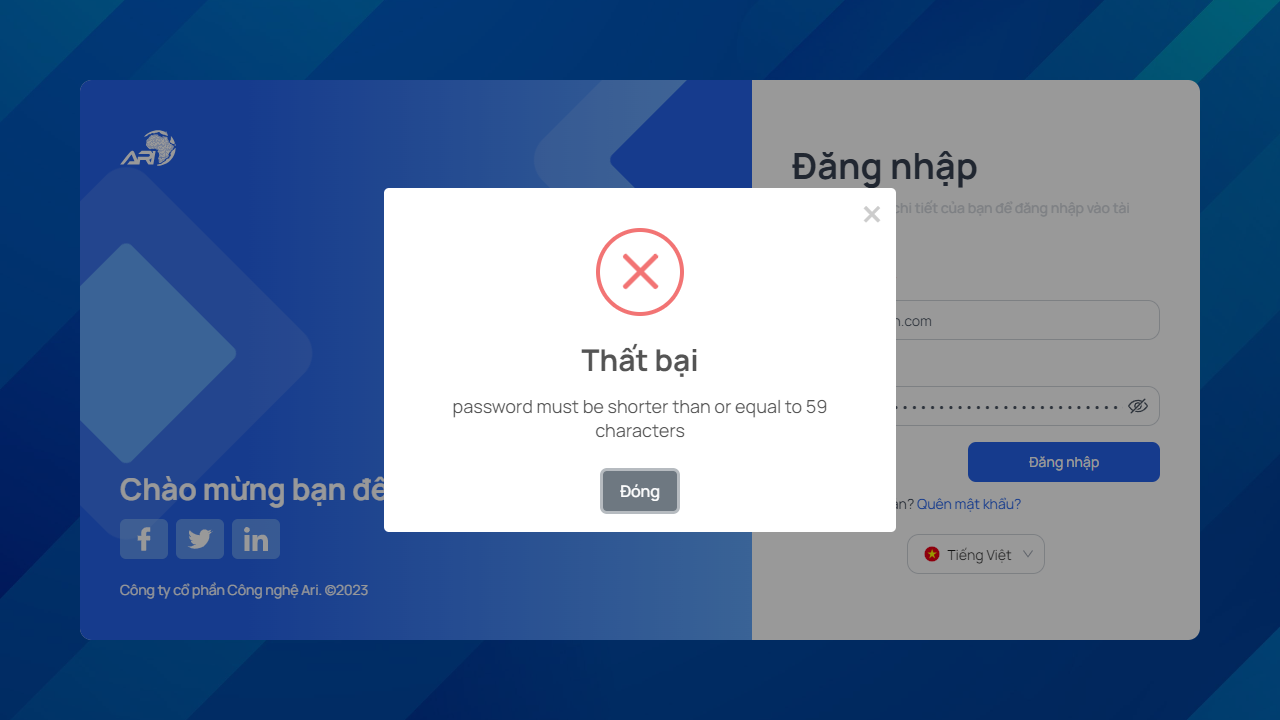 ARI
Đăng nhập
chi tiết của bạn để đăng nhập vào tài
.com
Thất bại
password must be shorter than or equal to 59
characters
Đóng
Đăng nhập
Quên mật khẩu?
Tiếng Việt
Chào mừng bạn
Công ty cổ phần Công nghệ Ari. ©2023